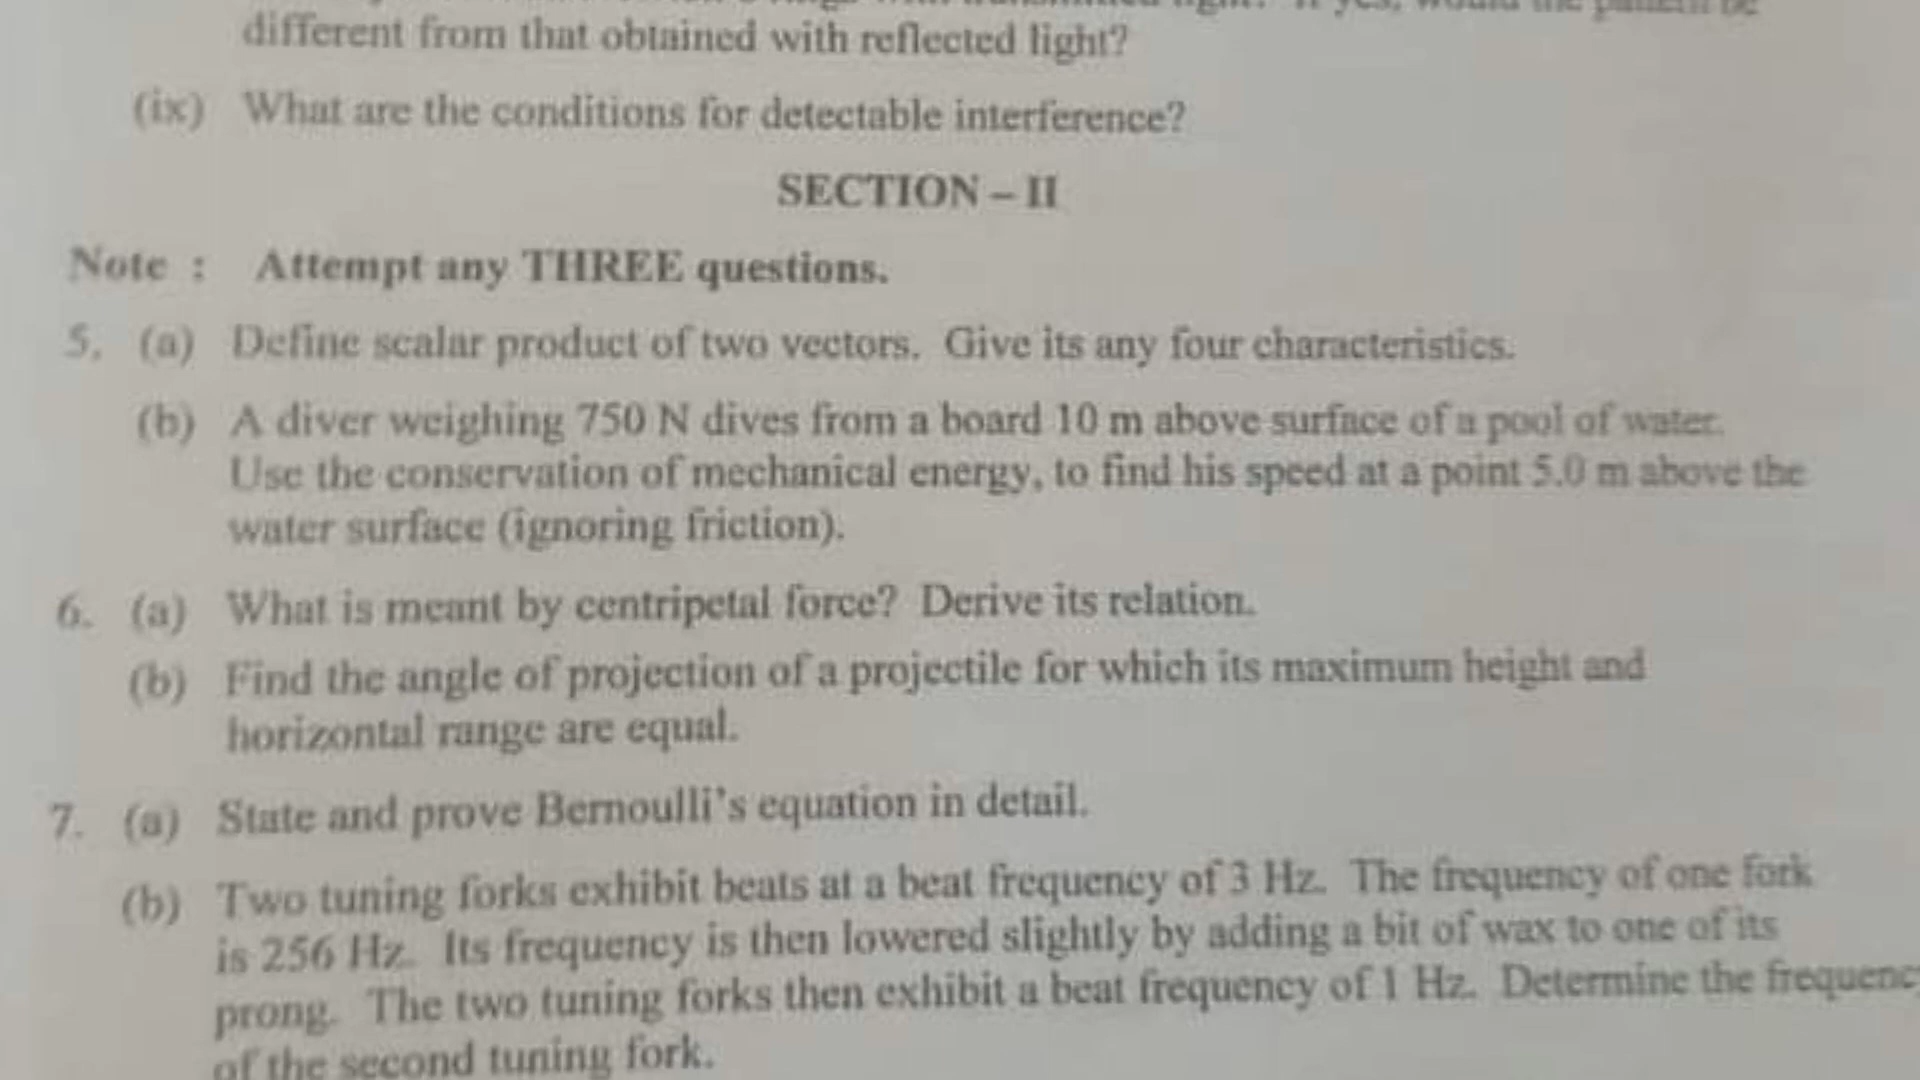 light? If yes, would the pattern be
different from that obtained with reflected light?
(ix) What are the conditions for detectable interference?
SECTION – II
Note : Attempt any THREE questions.
5. (a) Define scalar product of two vectors. Give its any four characteristics.
(b) A diver weighing 750 N dives from a board 10 m above surface of a pool of water.
Use the conservation of mechanical energy, to find his speed at a point 5.0 m above the
water surface (ignoring friction).
6. (a) What is meant by centripetal force? Derive its relation.
(b) Find the angle of projection of a projectile for which its maximum height and
horizontal range are equal.
7. (a) State and prove Bernoulli's equation in detail.
(b) Two tuning forks exhibit beats at a beat frequency of 3 Hz. The frequency of one fork
is 256 Hz. Its frequency is then lowered slightly by adding a bit of wax to one of its
prong. The two tuning forks then exhibit a beat frequency of 1 Hz. Determine the frequenc
of the second tuning fork.